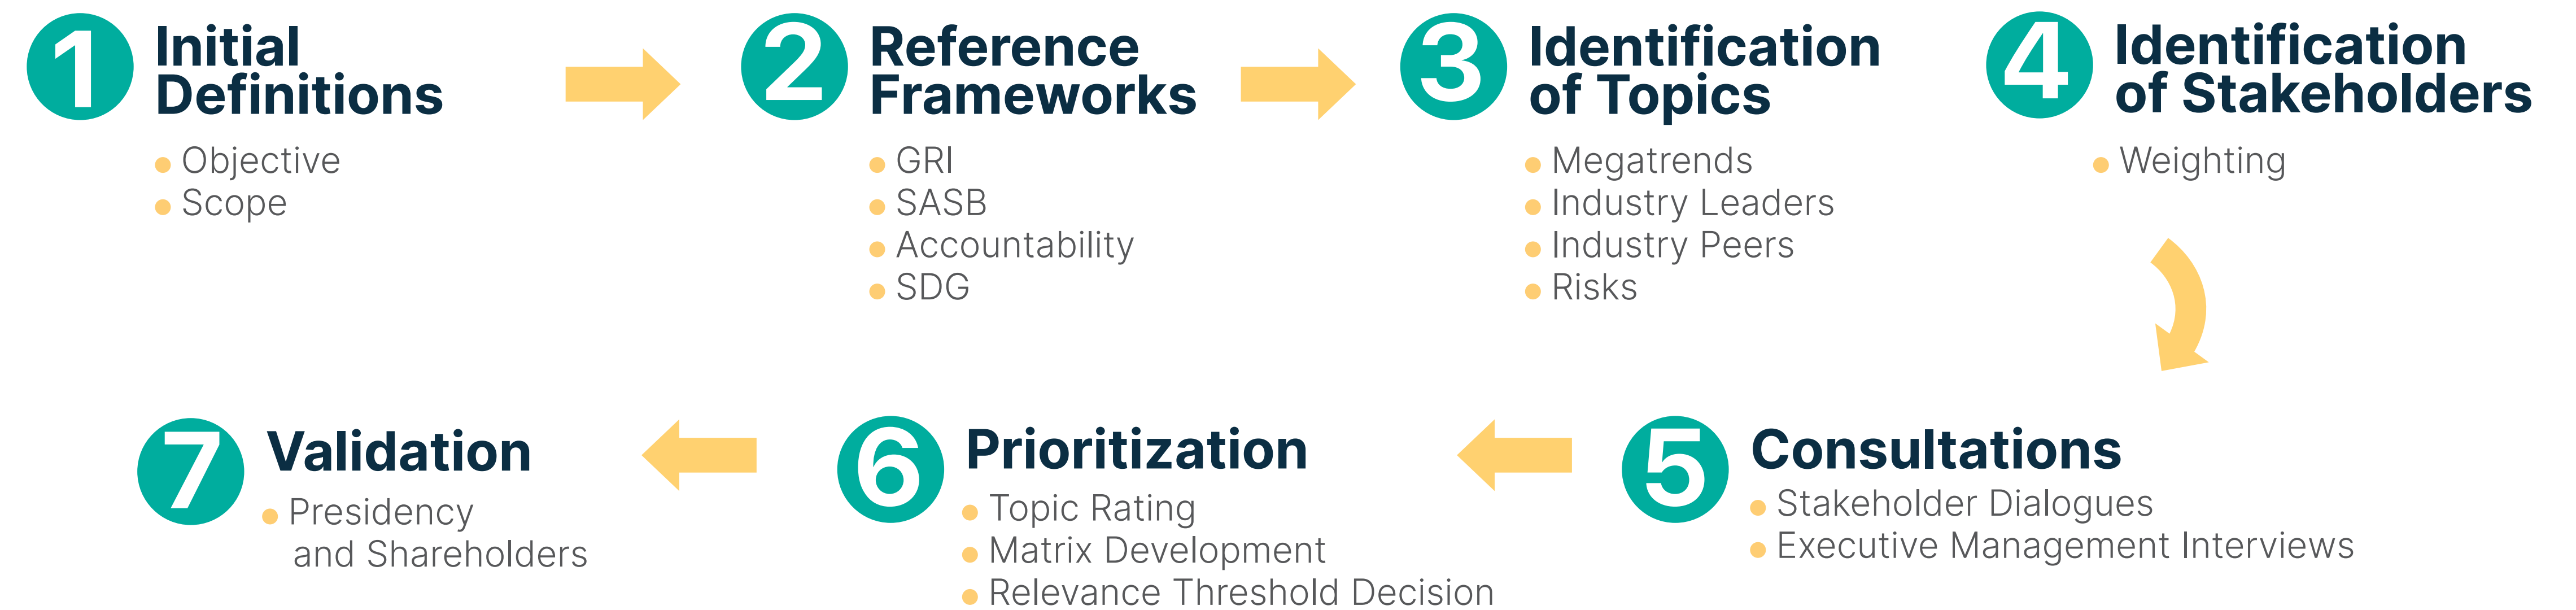 1
Initial
Definitions
Objective
Scope
2
Reference
Frameworks
GRI
SASB
Accountability
SDG
3
Identification
of Topics
Megatrends
Industry Leaders
Industry Peers
Risks
4
Identification
of Stakeholders
Weighting
5
Consultations
Stakeholder Dialogues
Executive Management Interviews
6
Prioritization
Topic Rating
Matrix Development
Relevance Threshold Decision
7
Validation
Presidency
and Shareholders